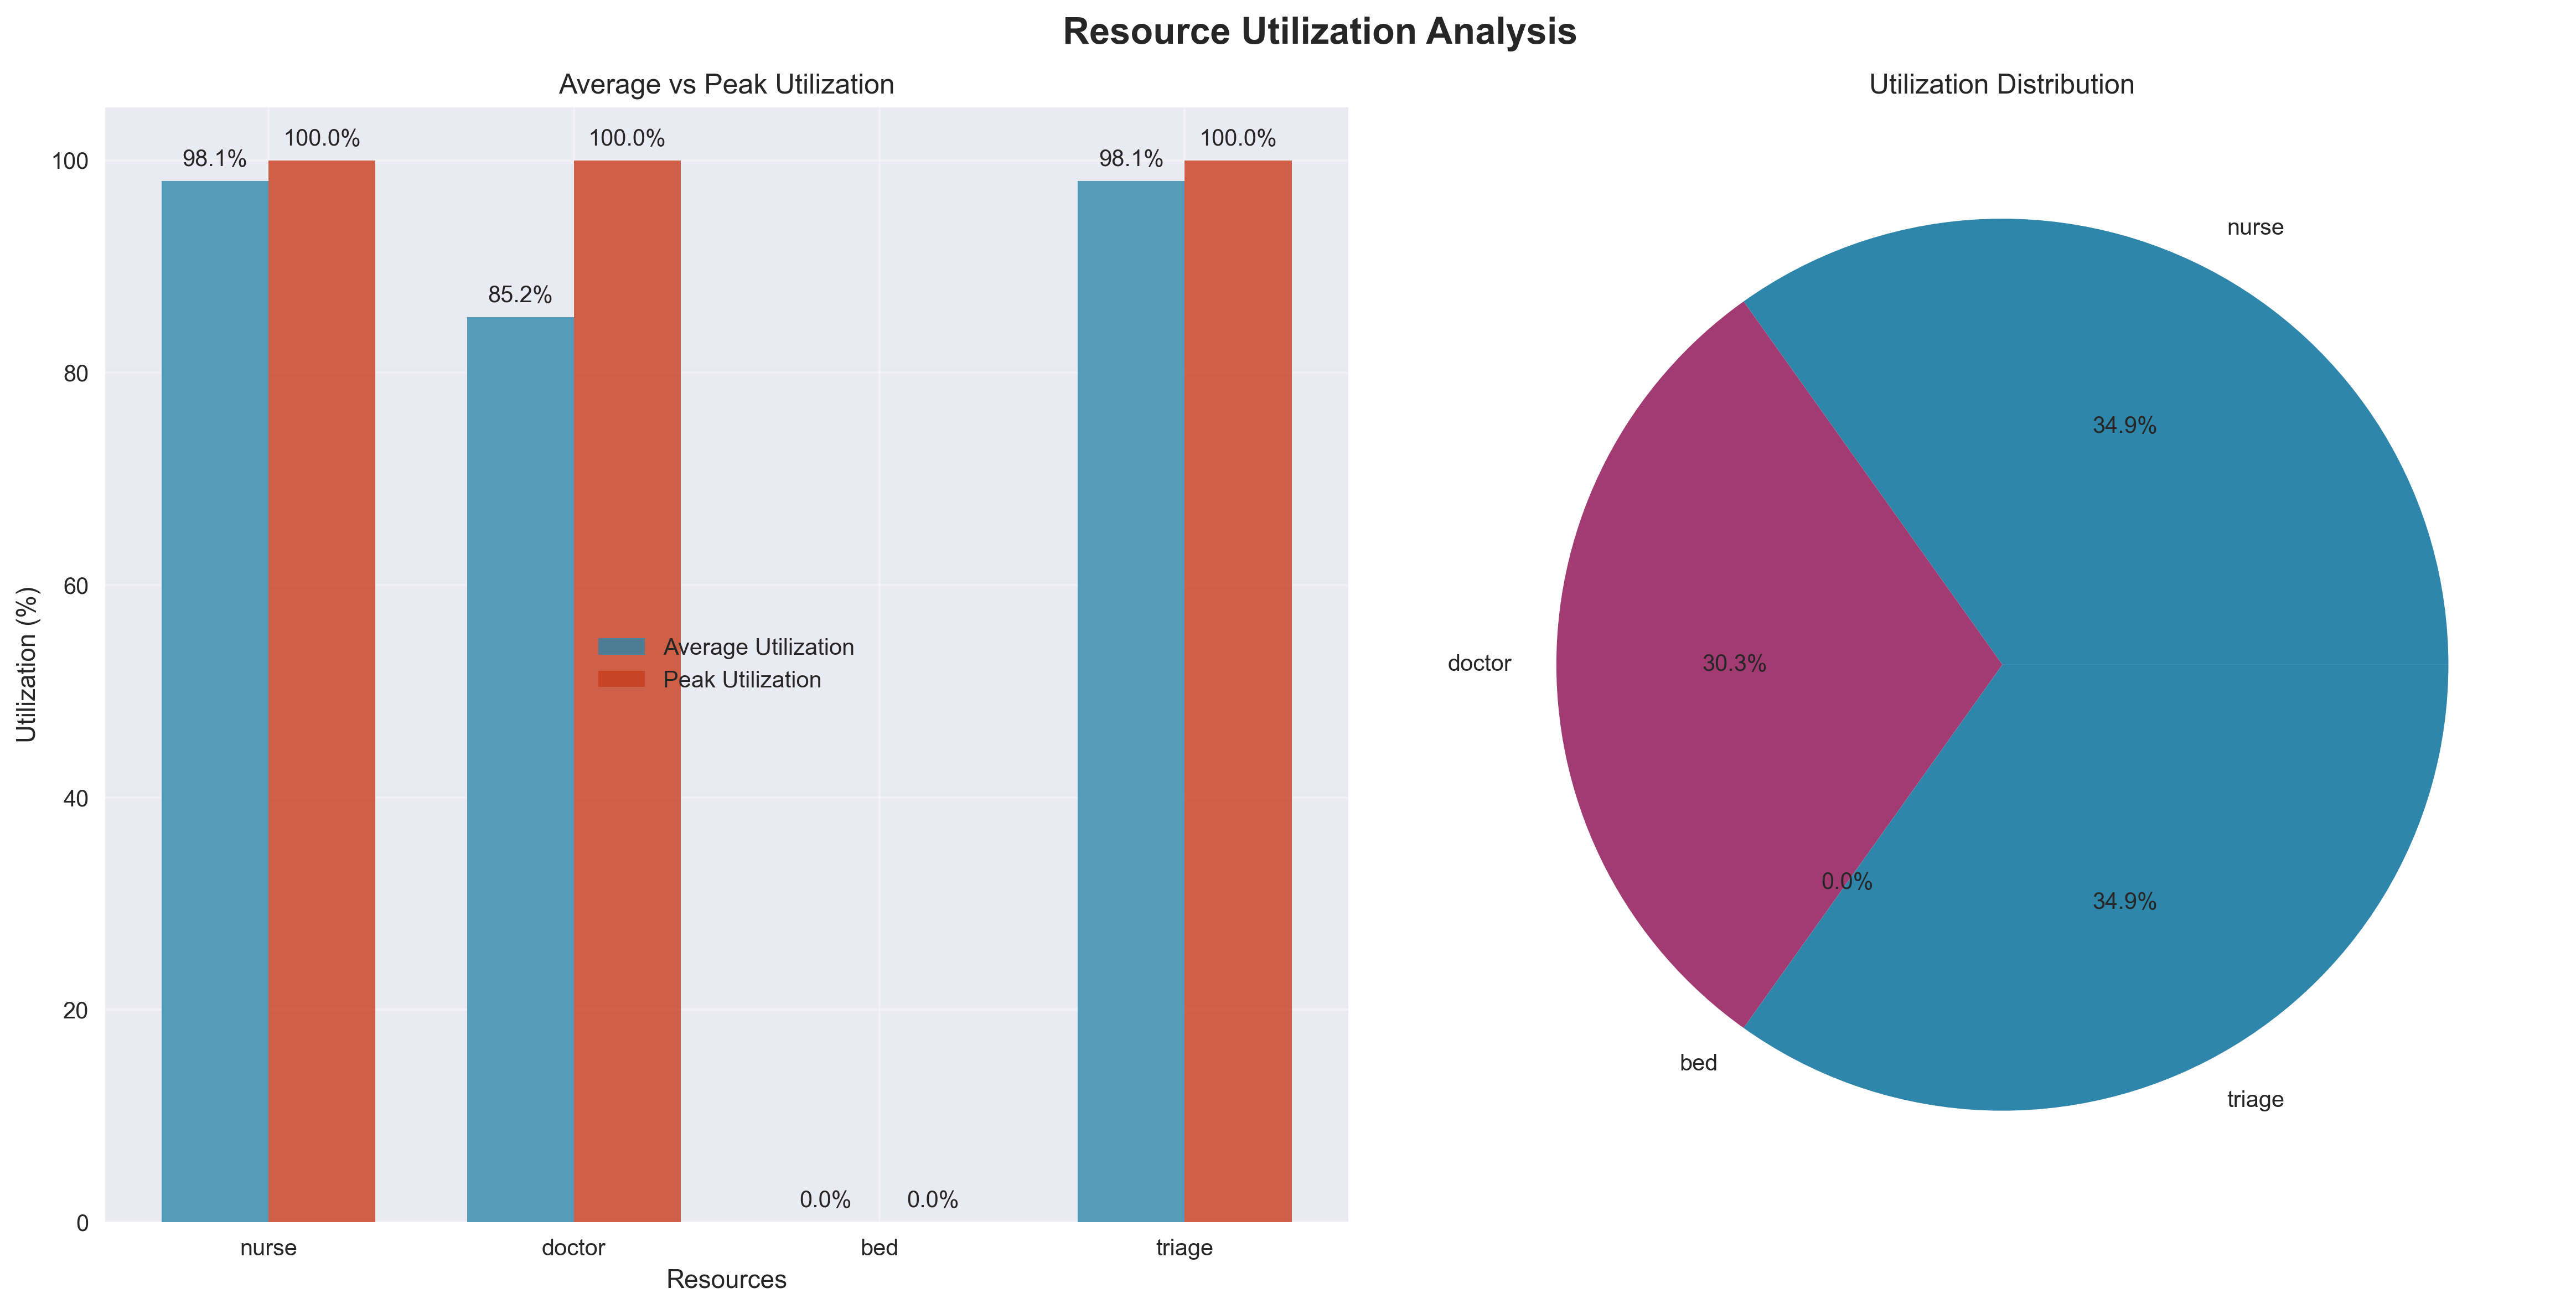 Resource Utilization Analysis
Average vs Peak Utilization
Utilization (%)
100
80
60
40
20
0
98.1%
100.0%
85.2%
100.0%
0.0%
0.0%
98.1%
100.0%
Average Utilization
Peak Utilization
nurse
doctor
bed
triage
Resources
Utilization Distribution
nurse
34.9%
doctor
30.3%
bed
0.0%
triage
34.9%